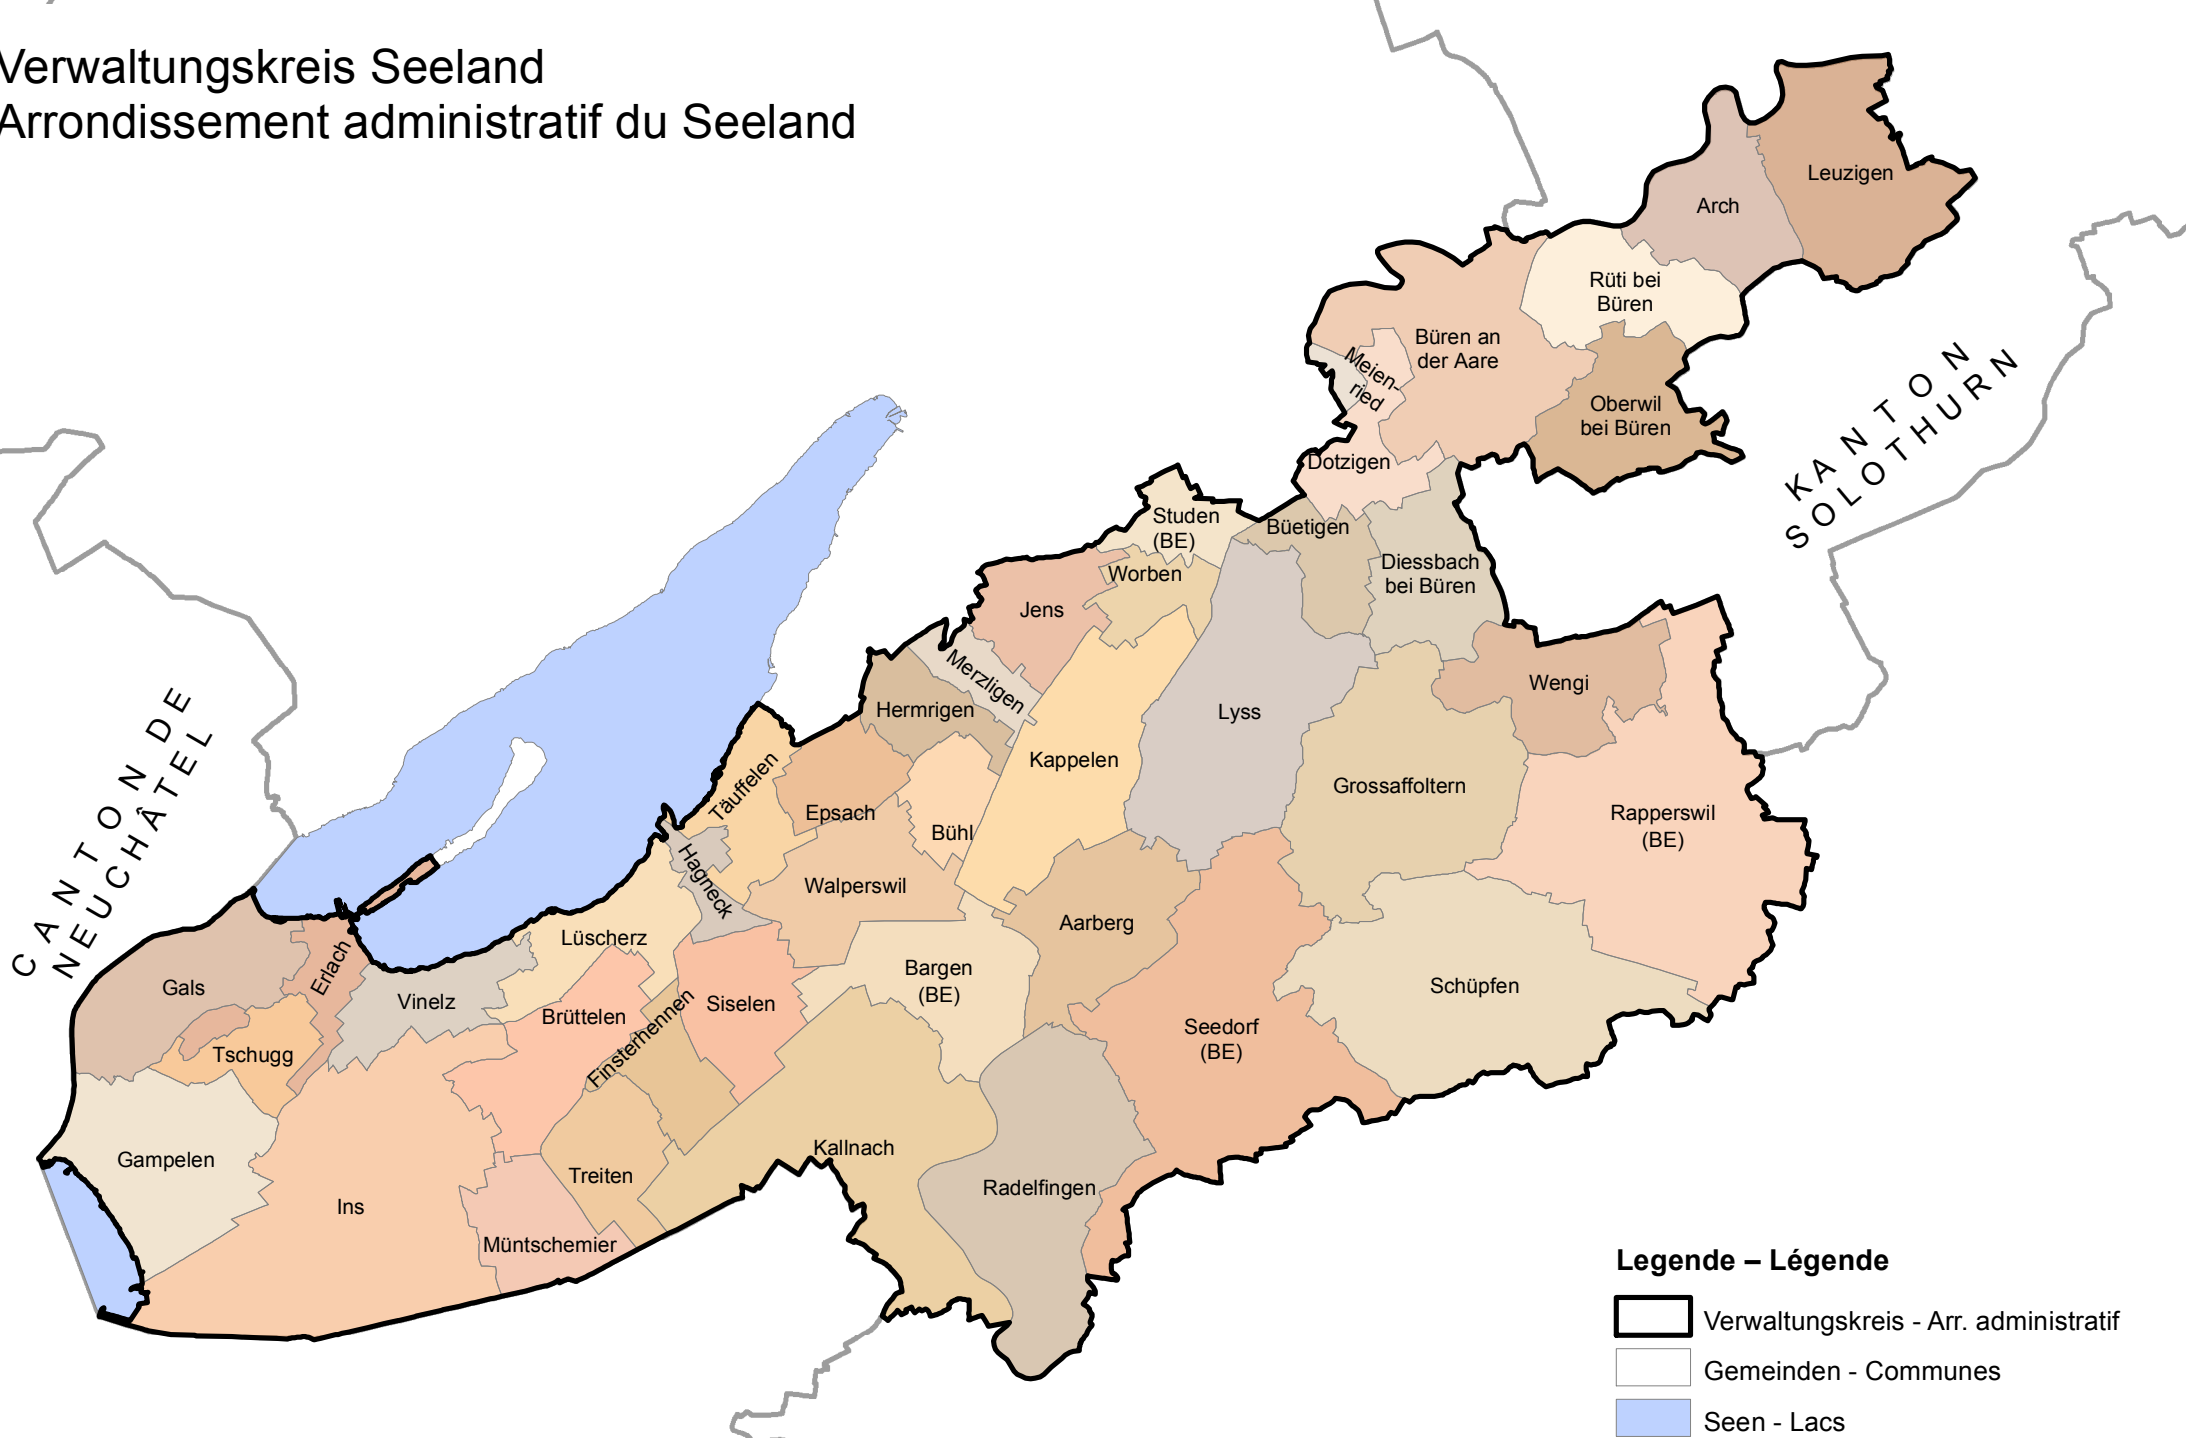 Verwaltungskreis Seeland
Arrondissement administratif du Seeland
Leuzigen
Arch
Rüti bei
Büren
Büren an
der Aare
Meien-
ried
Oberwil
bei Büren
KANTON
SOLOTHURN
Dotzigen
Studen
(BE)
Büetigen
Diessbach
bei Büren
Worben
Jens
Merzligen
Wengi
Hermrigen
Lyss
Kappelen
Täuffelen
Grossaffoltern
Epsach
Bühl
Rapperswil
(BE)
CANTON DE
NEUCHÂTEL
Hagneck
Walperswil
Aarberg
Lüscherz
Erlach
Bargen
(BE)
Gals
Vinelz
Schüpfen
Brüttelen
Siselen
Finsterhennen
Seedorf
(BE)
Tschugg
Kallnach
Gampelen
Treiten
Radelfingen
Ins
Müntschemier
Legende – Légende
Verwaltungskreis - Arr. administratif
Gemeinden - Communes
Seen - Lacs